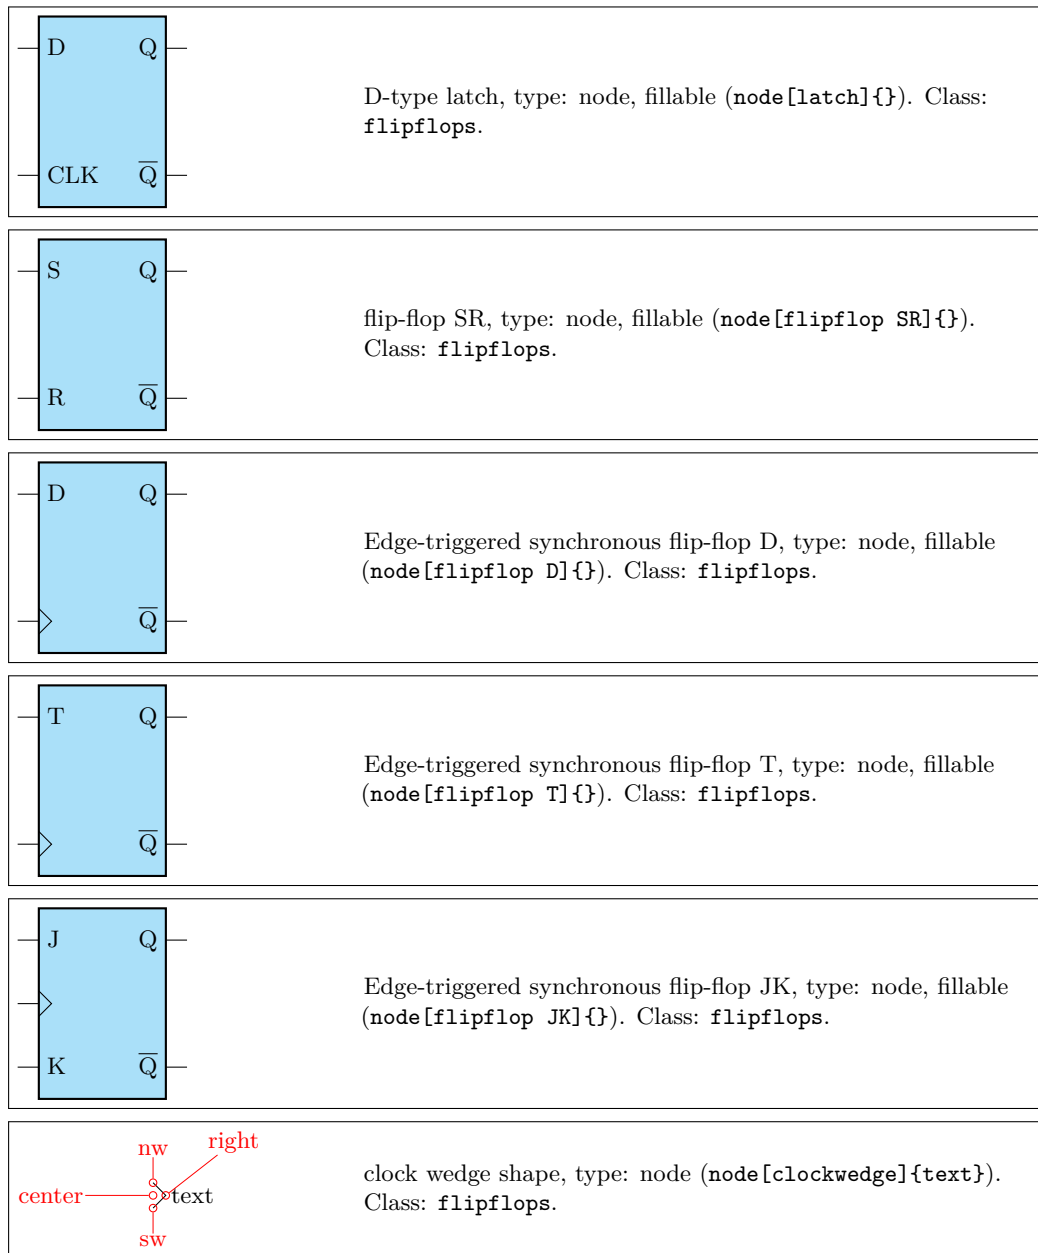 D Q
CLK Q̅
D-type latch, type: node, fillable (node[latch]{}). Class:
flipflops.
S Q
R Q̅
flip-flop SR, type: node, fillable (node[flipflop SR]{}).
Class: flipflops.
D Q
Q̅
Edge-triggered synchronous flip-flop D, type: node, fillable
(node[flipflop D]{}). Class: flipflops.
T Q
Q̅
Edge-triggered synchronous flip-flop T, type: node, fillable
(node[flipflop T]{}). Class: flipflops.
J Q
K Q̅
Edge-triggered synchronous flip-flop JK, type: node, fillable
(node[flipflop JK]{}). Class: flipflops.
nw right
center text
sw
clock wedge shape, type: node (node[clockwedge]{text}).
Class: flipflops.